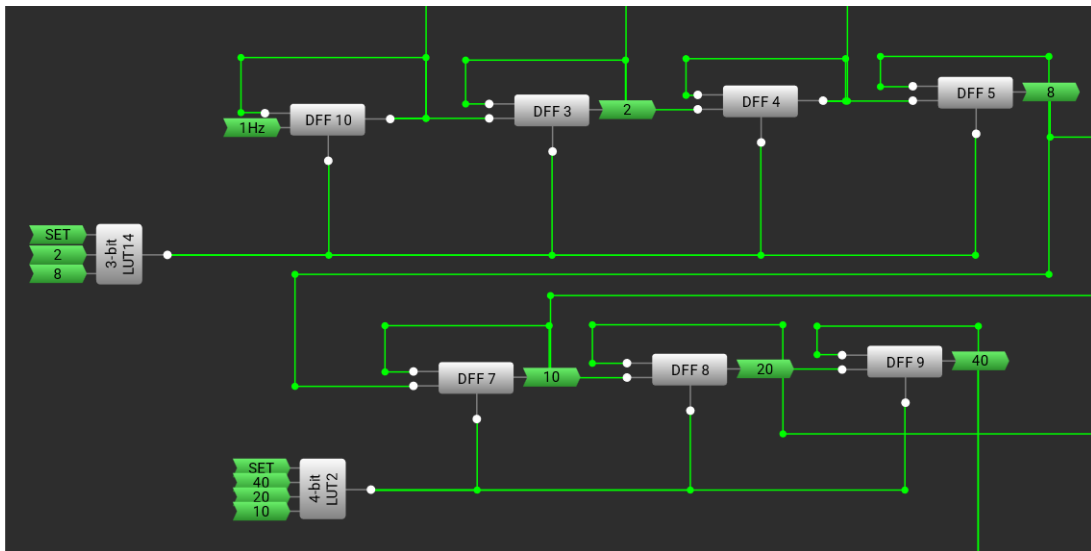 DFF 10
1Hz
DFF 3
2
DFF 4
DFF 5
8
SET
2
8
3-bit
LUT14
DFF 7
10
DFF 8
20
DFF 9
40
SET
40
20
10
4-bit
LUT2